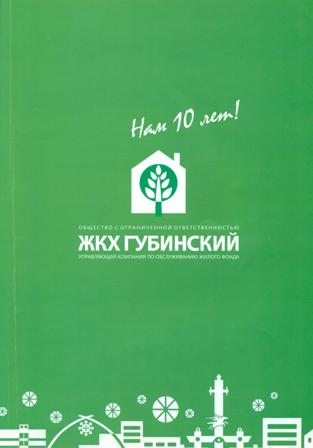 Нам 10 лет!
ОБЩЕСТВО С ОГРАНИЧЕННОЙ ОТВЕТСТВЕННОСТЬЮ
ЖКХ ГУБИНСКИЙ
УПРАВЛЯЮЩАЯ КОМПАНИЯ ПО ОБСЛУЖИВАНИЮ ЖИЛОГО ФОНДА